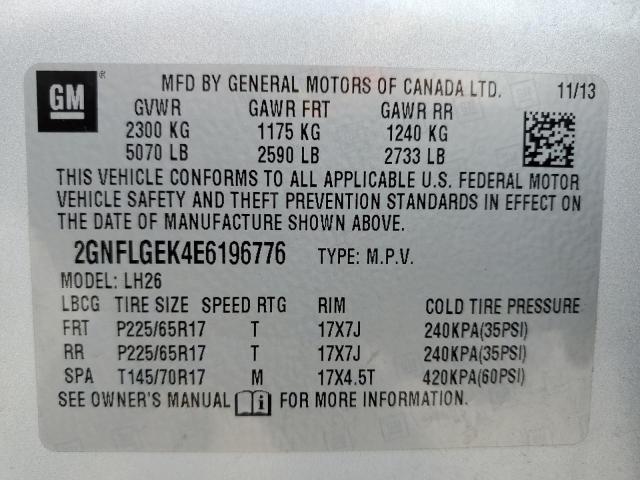 GM ® MFD BY GENERAL MOTORS OF CANADA LTD. 11/13
GVWR GAWR FRT GAWR RR
2300 KG 1175 KG 1240 KG
5070 LB 2590 LB 2733 LB
THIS VEHICLE CONFORMS TO ALL APPLICABLE U.S. FEDERAL MOTOR
VEHICLE SAFETY AND THEFT PREVENTION STANDARDS IN EFFECT ON
THE DATE OF MANUFACTURE SHOWN ABOVE.
2GNFLGEK4E6196776 TYPE: M.P.V.
MODEL: LH26
LBCG TIRE SIZE SPEED RTG RIM COLD TIRE PRESSURE
FRT P225/65R17 T 17X7J 240KPA(35PSI)
RR P225/65R17 T 17X7J 240KPA(35PSI)
SPA T145/70R17 M 17X4.5T 420KPA(60PSI)
SEE OWNER'S MANUAL FOR MORE INFORMATION.